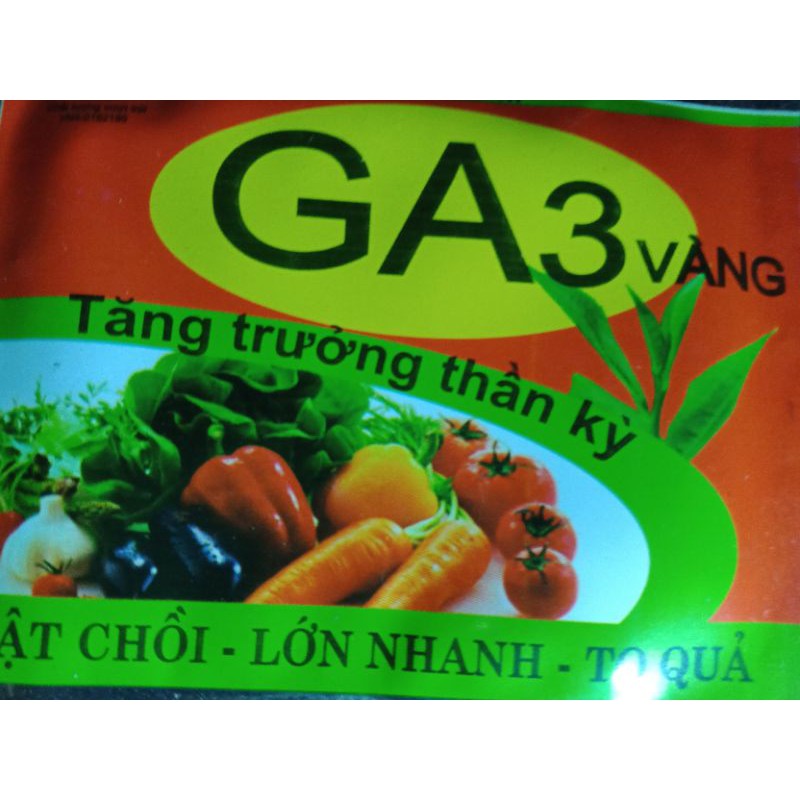 GA3 VÀNG
Tăng trưởng thần kỳ
ẬT CHỒI - LỚN NHANH - TO QUẢ